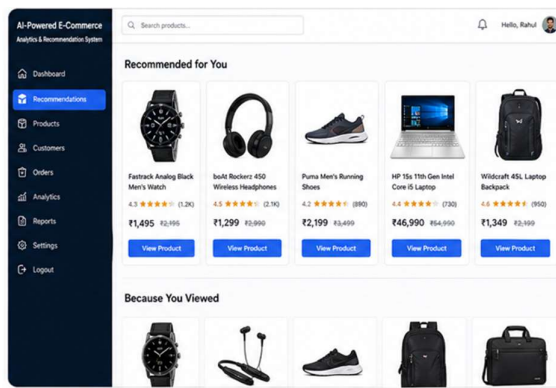 AI-Powered E-Commerce
Analytics & Recommendation System
Dashboard
Recommendations
Products
Customers
Orders
Analytics
Reports
Settings
Logout
Search products...
Hello, Rahul
Recommended for You
Fastrack Analog Black
Men's Watch
4.3 (1.2K)
₹1,495 ₹2,195
View Product
boAt Rockerz 450
Wireless Headphones
4.5 (2.1K)
₹1,299 ₹2,990
View Product
Puma Men's Running
Shoes
4.2 (890)
₹2,199 ₹3,499
View Product
HP 15s 11th Gen Intel
Core i5 Laptop
4.4 (730)
₹46,990 ₹54,990
View Product
Wildcraft 45L Laptop
Backpack
4.6 (950)
₹1,349 ₹2,199
View Product
Because You Viewed